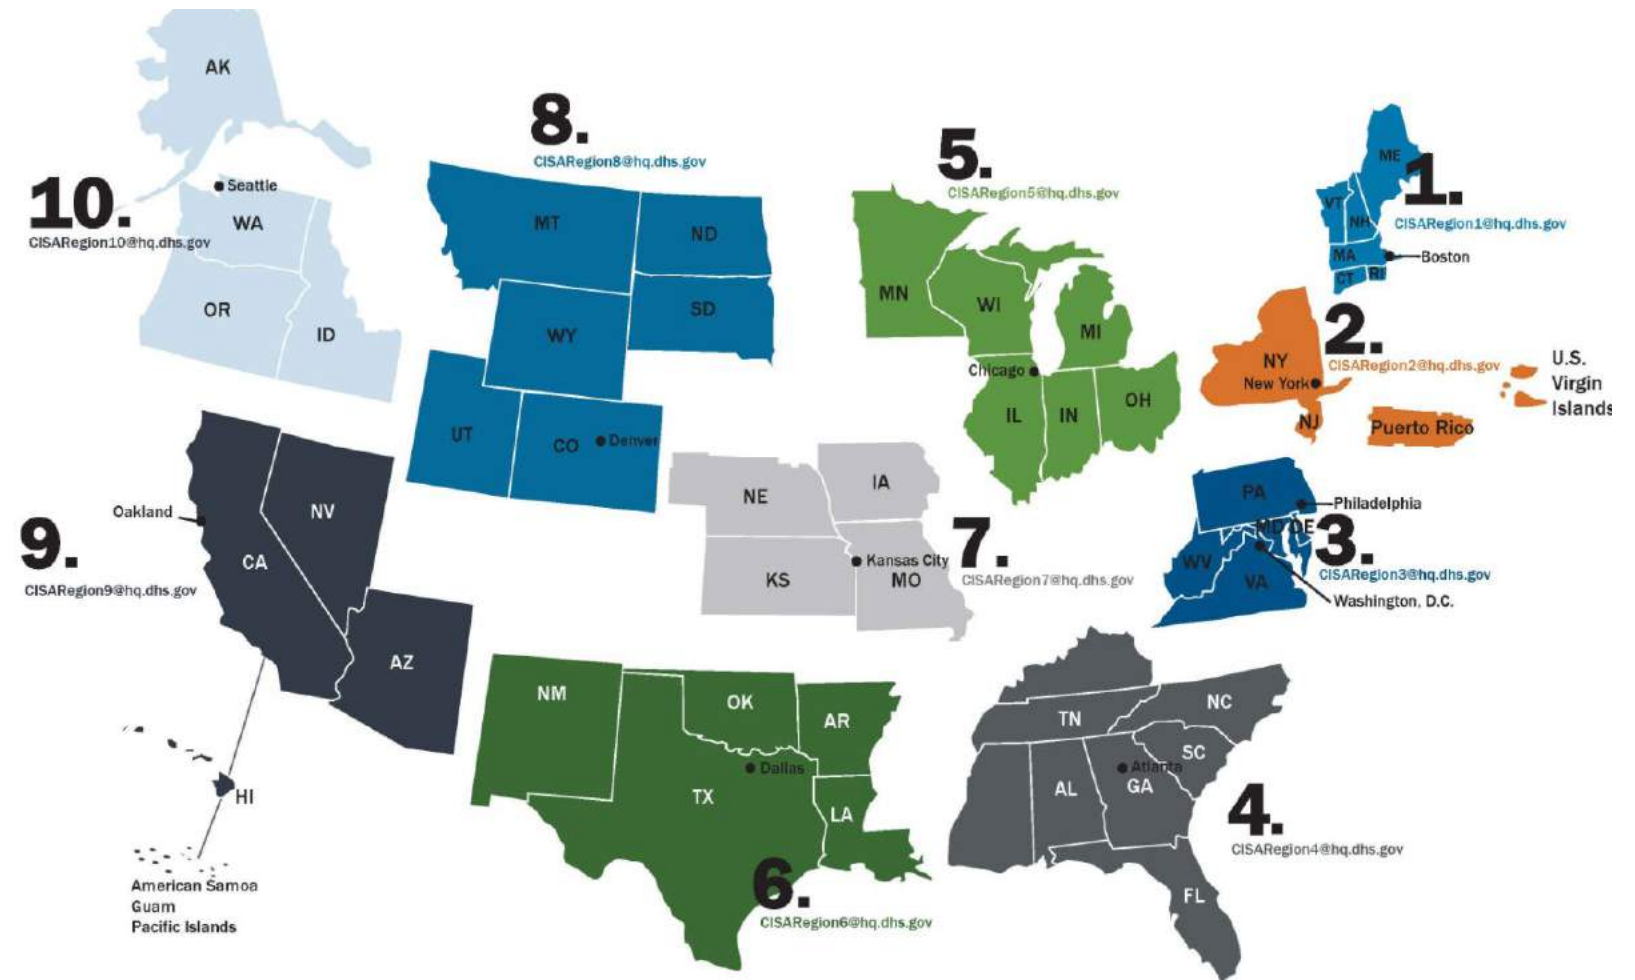 AK
10.
CISARegion10@hq.dhs.gov
Seattle
WA
OR
ID
8.
CISARegion8@hq.dhs.gov
MT
ND
SD
WY
UT
CO
Denver
5.
CISARegion5@hq.dhs.gov
MN
WI
MI
Chicago
IL
IN
OH
1.
CISARegion1@hq.dhs.gov
ME
VT
NH
MA
Boston
CT
RI
2.
CISARegion2@hq.dhs.gov
NY
New York
NJ
Puerto Rico
U.S.
Virgin
Islands
3.
CISARegion3@hq.dhs.gov
PA
Philadelphia
MD
DE
WV
VA
Washington, D.C.
9.
CISARegion9@hq.dhs.gov
Oakland
CA
NV
AZ
HI
American Samoa
Guam
Pacific Islands
7.
CISARegion7@hq.dhs.gov
NE
IA
KS
Kansas City
MO
6.
CISARegion6@hq.dhs.gov
NM
OK
AR
Dallas
TX
LA
4.
CISARegion4@hq.dhs.gov
TN
NC
SC
Atlanta
AL
GA
FL